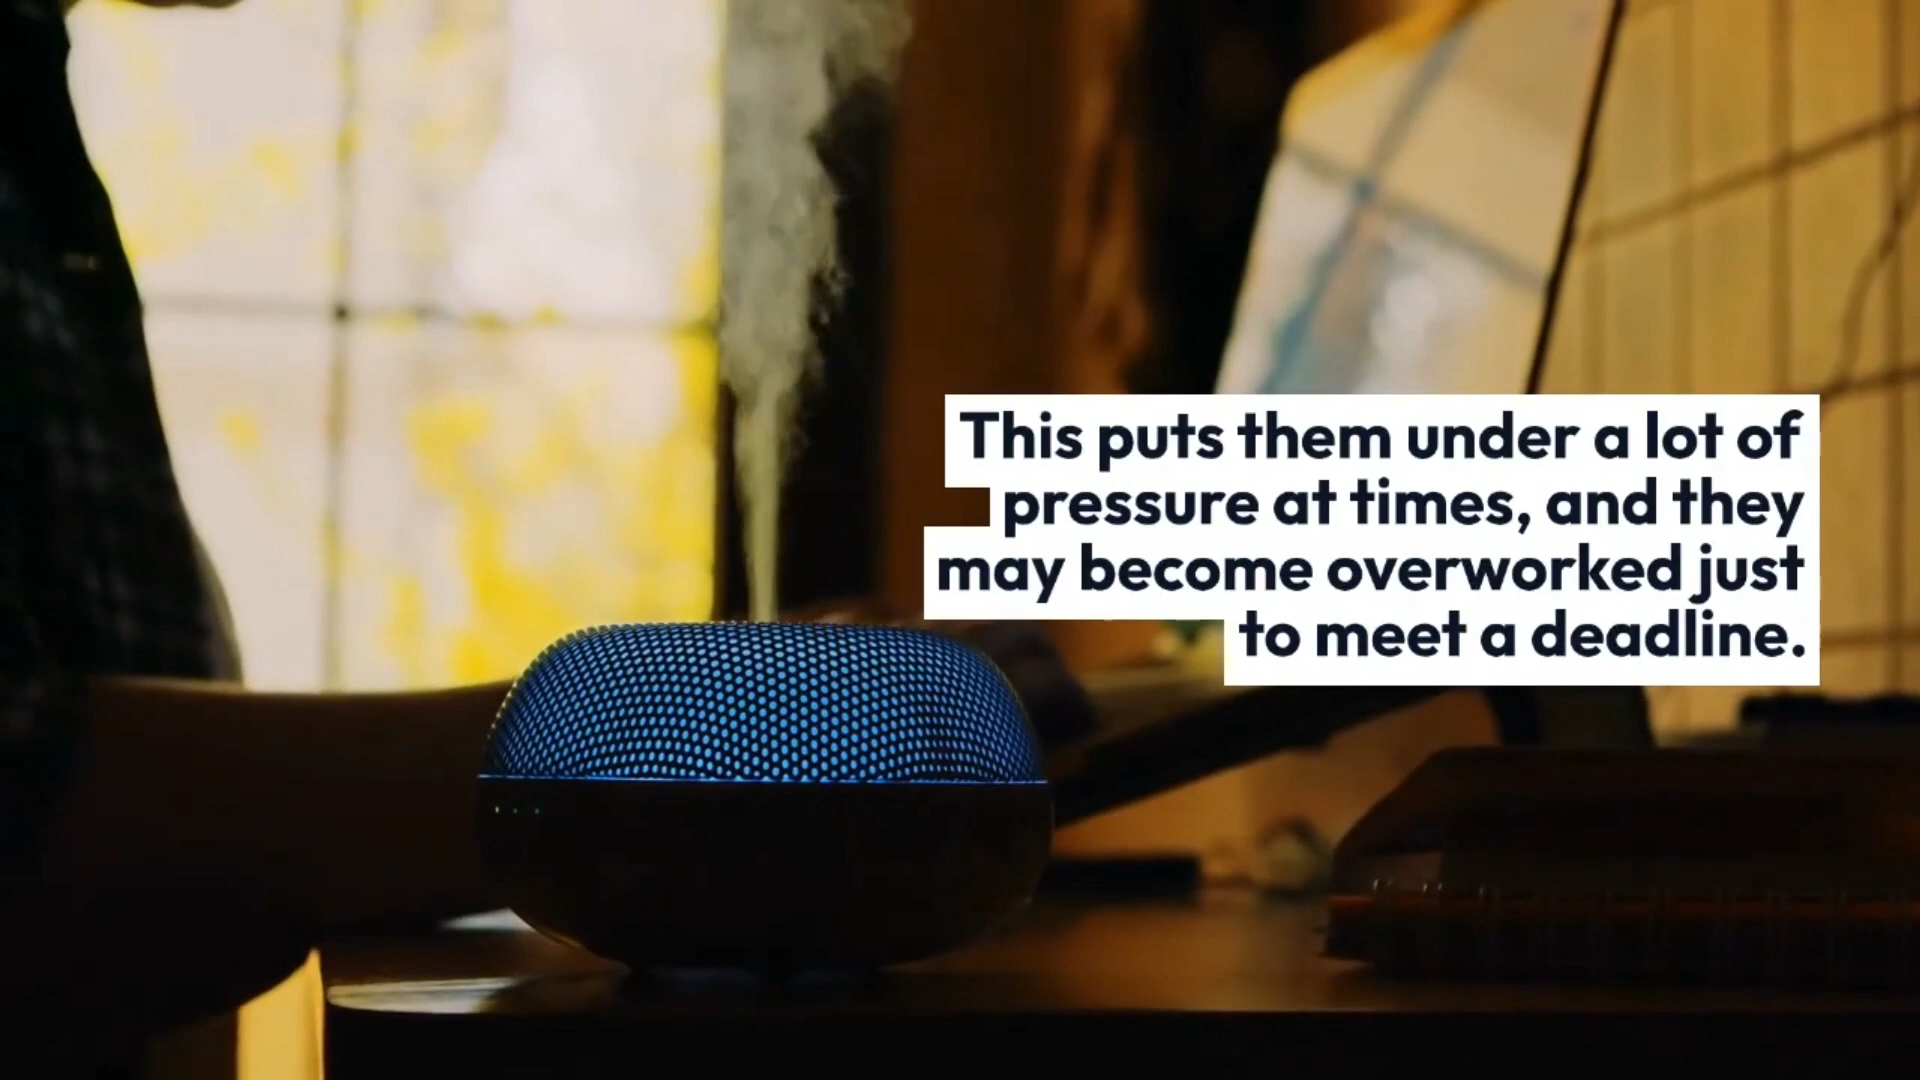 This puts them under a lot of
pressure at times, and they
may become overworked just
to meet a deadline.